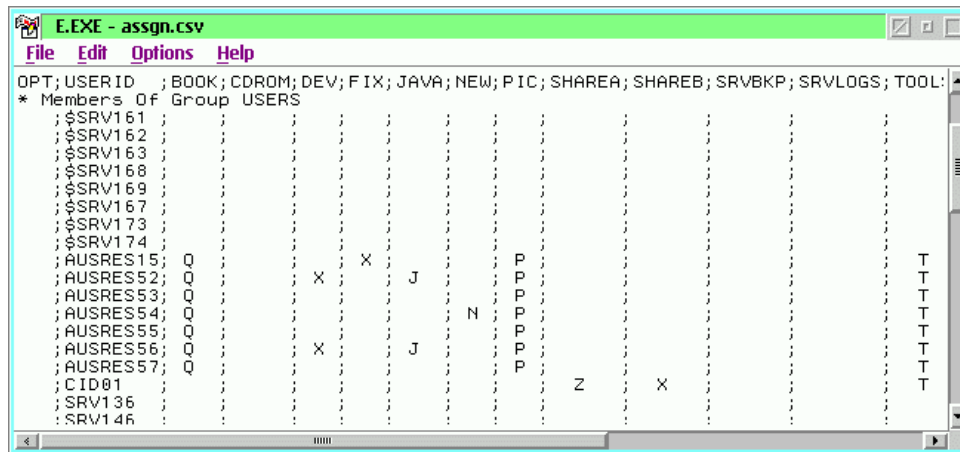 E.EXE - assgn.csv
File Edit Options Help
OPT;USERID ;BOOK;CDROM;DEV;FIX;JAVA;NEW;PIC;SHAREA;SHAREB;SRVBKP;SRVLOGS;TOOLS
* Members Of Group USERS
;$SRV161 ; ; ; ; ; ; ; ; ; ; ; ;
;$SRV162 ; ; ; ; ; ; ; ; ; ; ; ;
;$SRV163 ; ; ; ; ; ; ; ; ; ; ; ;
;$SRV168 ; ; ; ; ; ; ; ; ; ; ; ;
;$SRV169 ; ; ; ; ; ; ; ; ; ; ; ;
;$SRV167 ; ; ; ; ; ; ; ; ; ; ; ;
;$SRV173 ; ; ; ; ; ; ; ; ; ; ; ;
;$SRV174 ; ; ; ; ; ; ; ; ; ; ; ;
;AUSRES15; Q ; ; ; X ; ; ; P ; ; ; ; ; T
;AUSRES52; Q ; ; X ; ; J ; ; P ; ; ; ; ; T
;AUSRES53; Q ; ; ; ; ; ; P ; ; ; ; ; T
;AUSRES54; Q ; ; ; ; ; N ; P ; ; ; ; ; T
;AUSRES55; Q ; ; ; ; ; ; P ; ; ; ; ; T
;AUSRES56; Q ; ; X ; ; J ; ; P ; ; ; ; ; T
;AUSRES57; Q ; ; ; ; ; ; P ; ; ; ; ; T
;CID01 ; ; ; ; ; ; ; ; Z ; X ; ; ; T
;SRV136 ; ; ; ; ; ; ; ; ; ; ; ;
;SRV146 ; ; ; ; ; ; ; ; ; ; ; ;